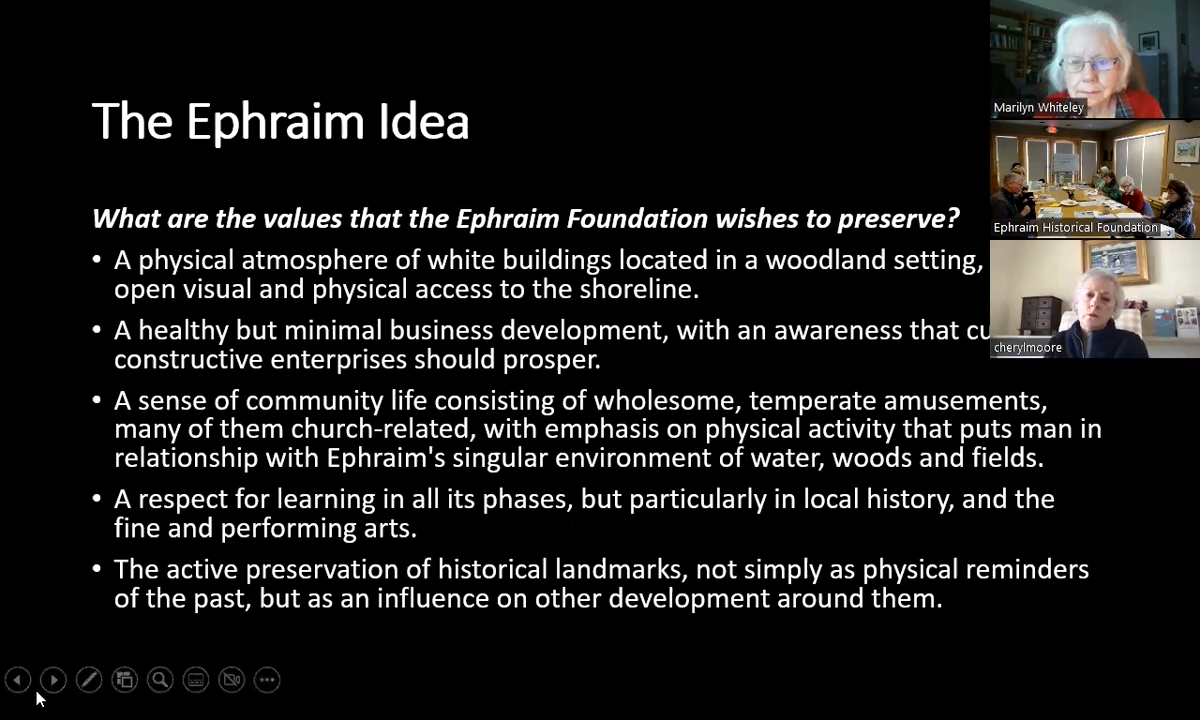 The Ephraim Idea
What are the values that the Ephraim Foundation wishes to preserve?
• A physical atmosphere of white buildings located in a woodland setting,
open visual and physical access to the shoreline.
• A healthy but minimal business development, with an awareness that
constructive enterprises should prosper.
• A sense of community life consisting of wholesome, temperate amusements,
many of them church-related, with emphasis on physical activity that puts man in
relationship with Ephraim's singular environment of water, woods and fields.
• A respect for learning in all its phases, but particularly in local history, and the
fine and performing arts.
• The active preservation of historical landmarks, not simply as physical reminders
of the past, but as an influence on other development around them.
Marilyn Whiteley
Ephraim Historical Foundation
cherylmoore